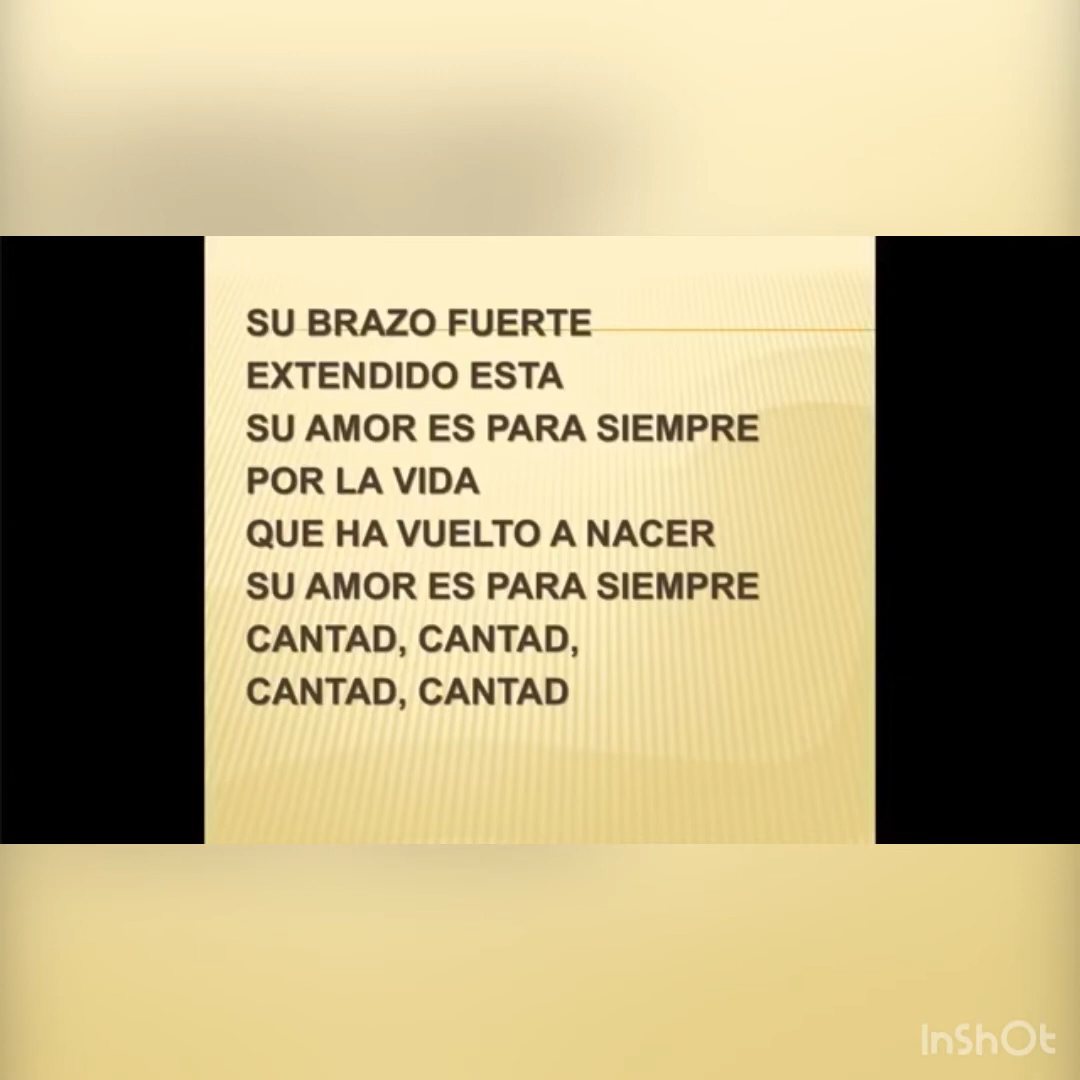 SU BRAZO FUERTE
EXTENDIDO ESTA
SU AMOR ES PARA SIEMPRE
POR LA VIDA
QUE HA VUELTO A NACER
SU AMOR ES PARA SIEMPRE
CANTAD, CANTAD,
CANTAD, CANTAD
InShOt